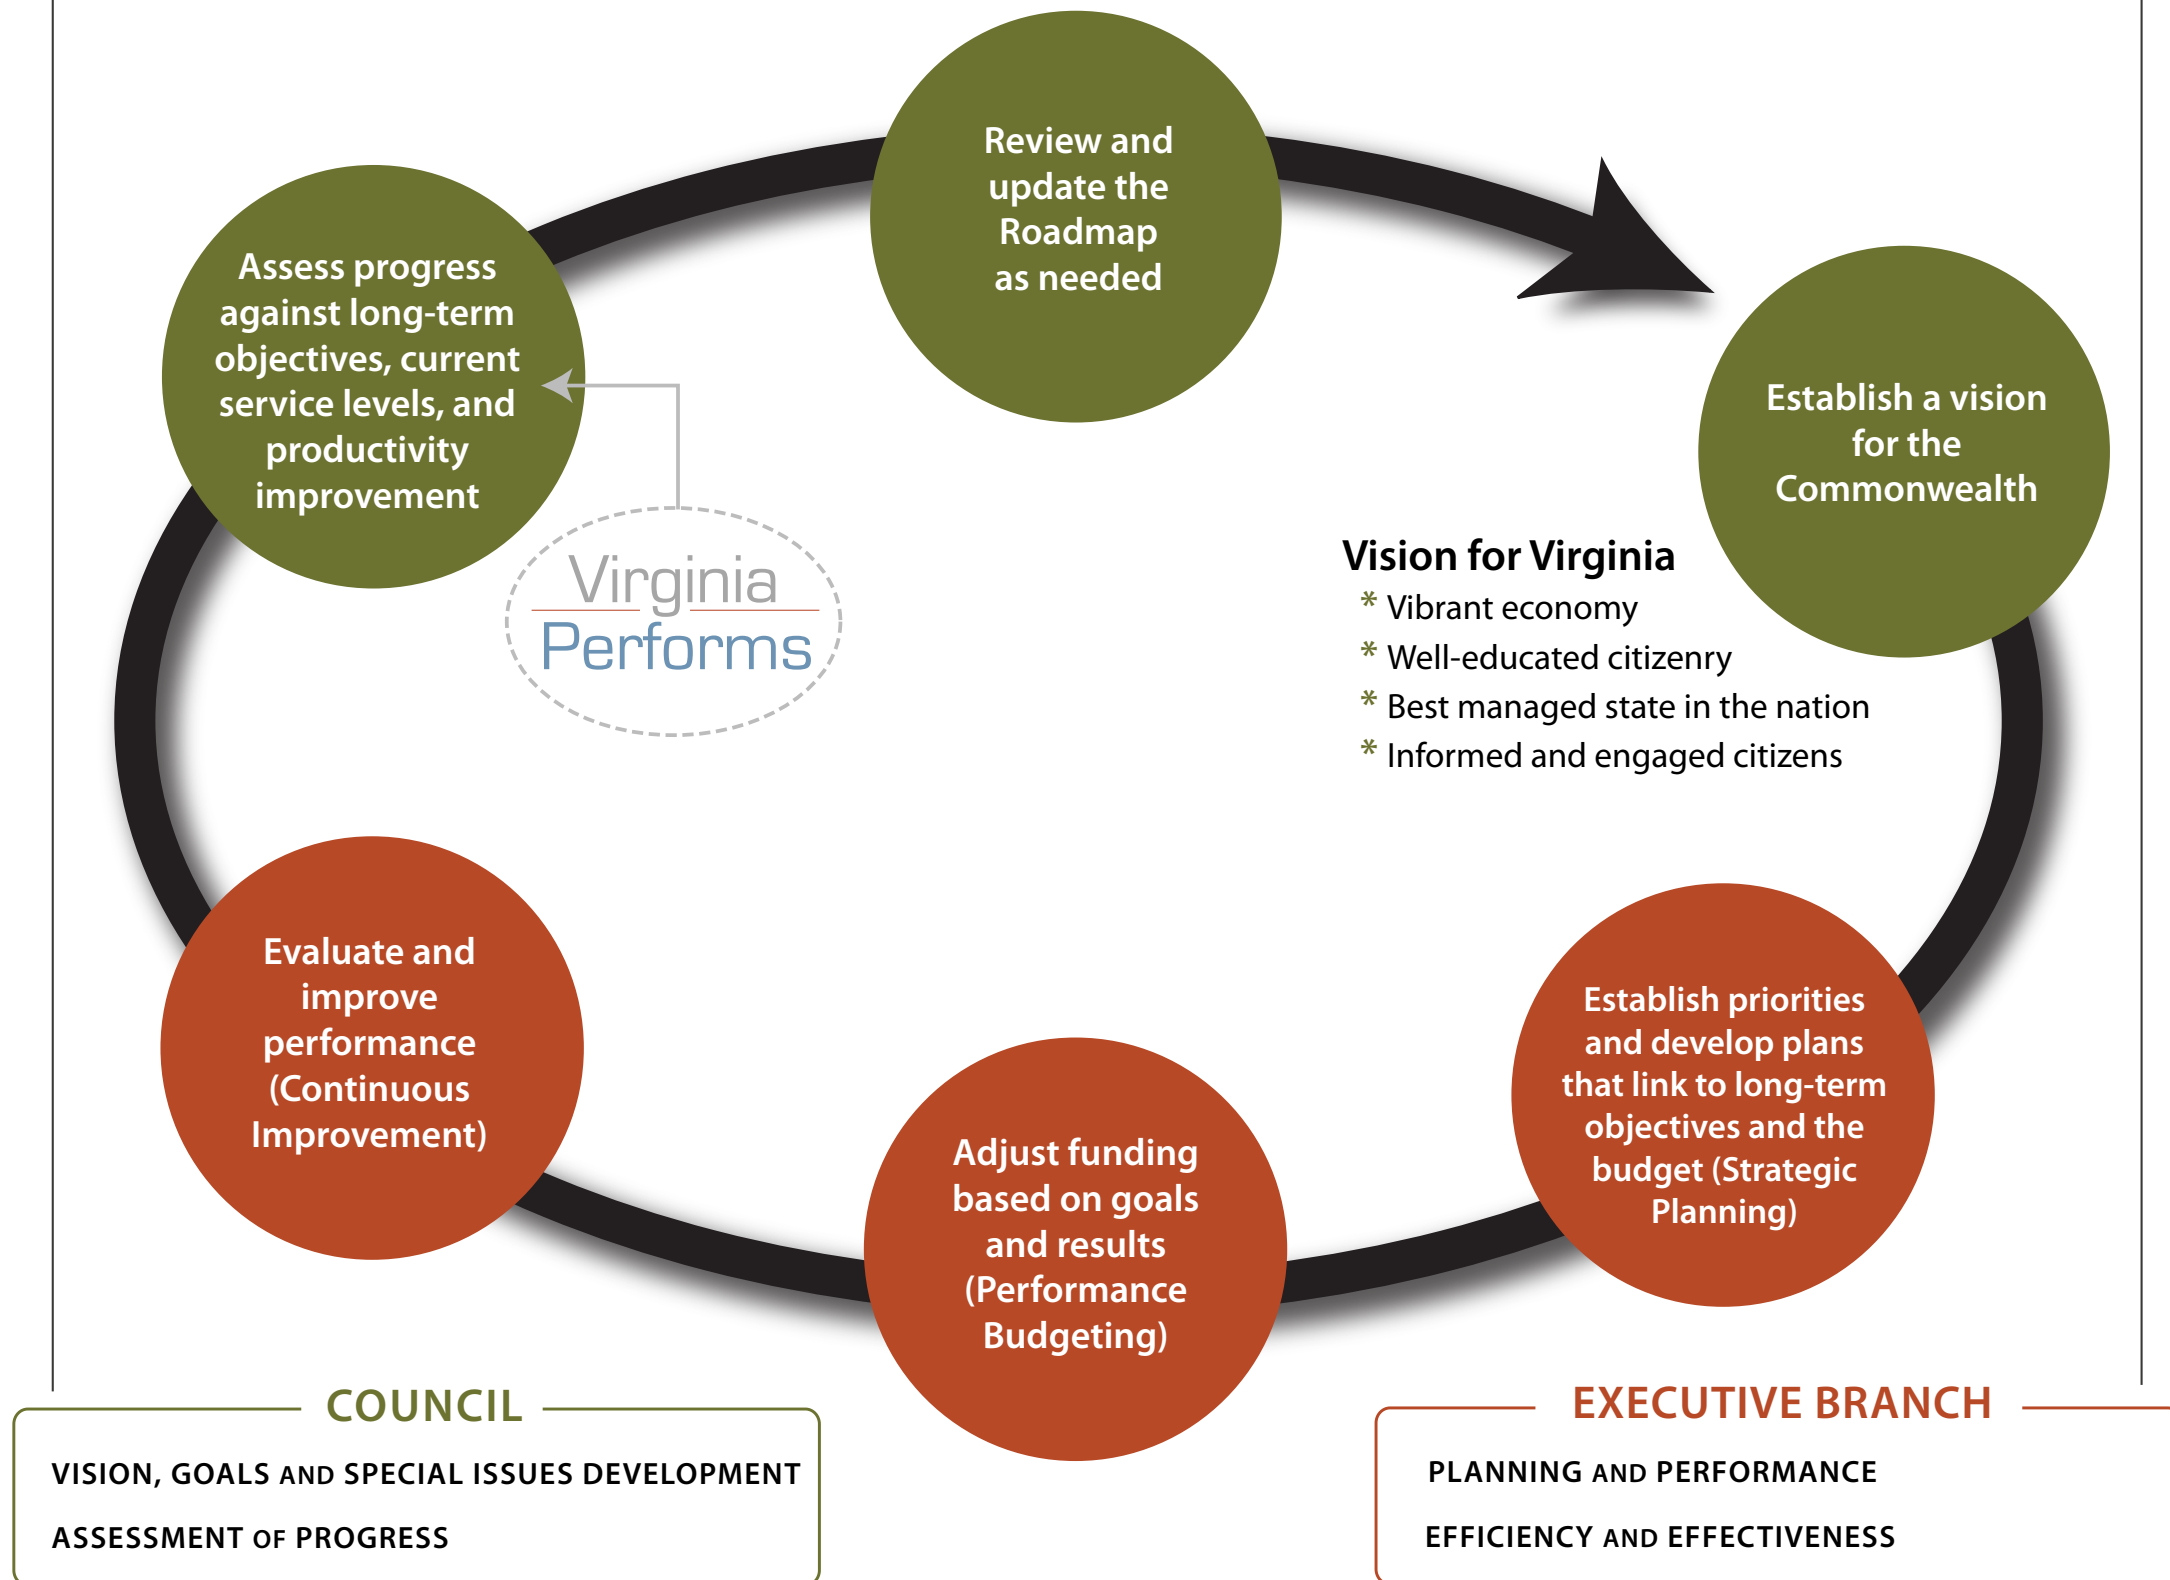 Review and
update the
Roadmap
as needed
Assess progress
against long-term
objectives, current
service levels, and
productivity
improvement
Establish a vision
for the
Commonwealth
Virginia
Performs
Vision for Virginia
* Vibrant economy
* Well-educated citizenry
* Best managed state in the nation
* Informed and engaged citizens
Evaluate and
improve
performance
(Continuous
Improvement)
Adjust funding
based on goals
and results
(Performance
Budgeting)
Establish priorities
and develop plans
that link to long-term
objectives and the
budget (Strategic
Planning)
COUNCIL
VISION, GOALS AND SPECIAL ISSUES DEVELOPMENT
ASSESSMENT OF PROGRESS
EXECUTIVE BRANCH
PLANNING AND PERFORMANCE
EFFICIENCY AND EFFECTIVENESS